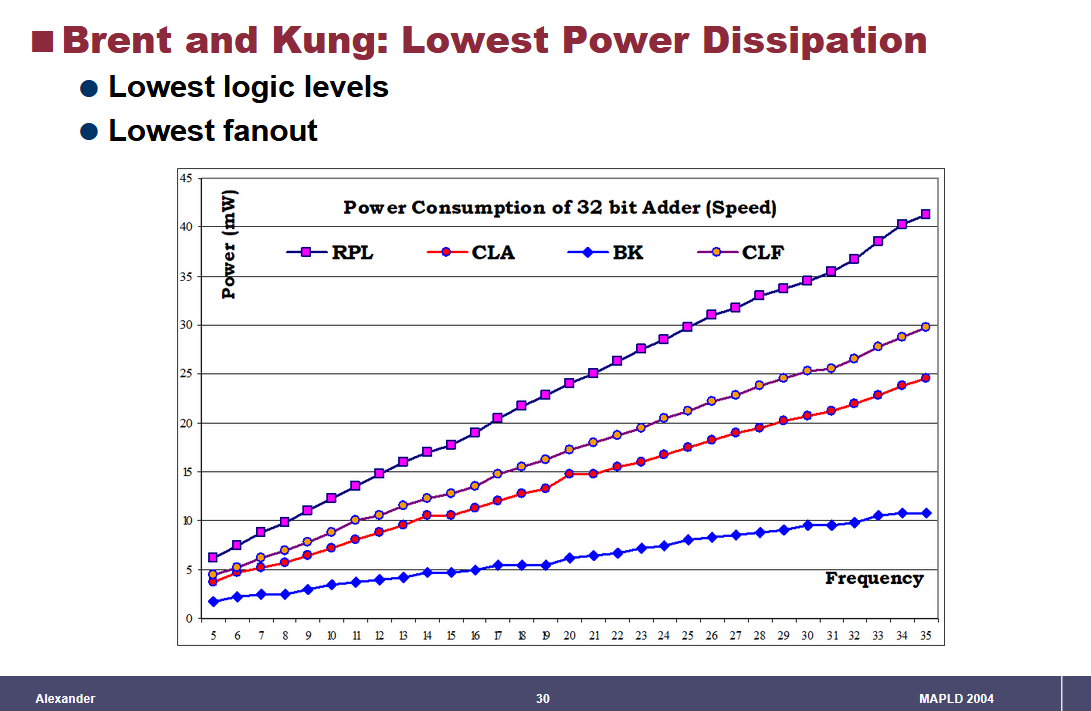 Brent and Kung: Lowest Power Dissipation
Lowest logic levels
Lowest fanout
Power Consumption of 32 bit Adder (Speed)
Power (mW)
RPL CLA BK CLF
45
40
35
30
25
20
15
10
5
0
Frequency
5 6 7 8 9 10 11 12 13 14 15 16 17 18 19 20 21 22 23 24 25 26 27 28 29 30 31 32 33 34 35
Alexander 30 MAPLD 2004